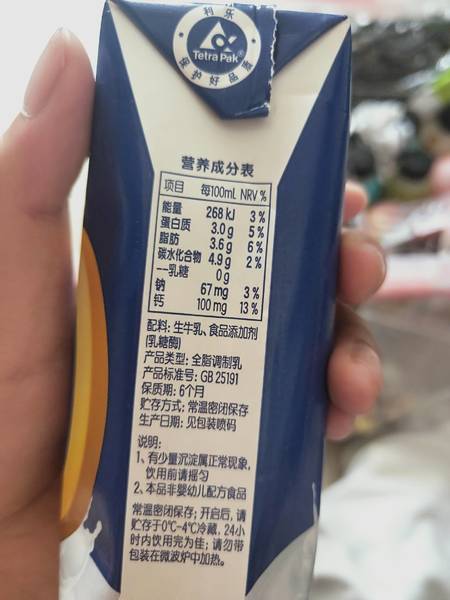 利乐
Tetra Pak
保护好品质
营养成分表
项目 每100mL NRV%
能量 268 kJ 3%
蛋白质 3.0 g 5%
脂肪 3.6 g 6%
碳水化合物 4.9 g 2%
--乳糖 0 g
钠 67 mg 3%
钙 100 mg 13%
配料: 生牛乳、食品添加剂
(乳糖酶)
产品类型: 全脂调制乳
产品标准号: GB 25191
保质期: 6个月
贮存方式: 常温密闭保存
生产日期: 见包装喷码
说明:
1、有少量沉淀属正常现象,
饮用前请摇匀
2、本品非婴幼儿配方食品
常温密闭保存; 开启后, 请
贮存于0℃-4℃冷藏, 24小
时内饮用完为佳; 请勿带
包装在微波炉中加热。